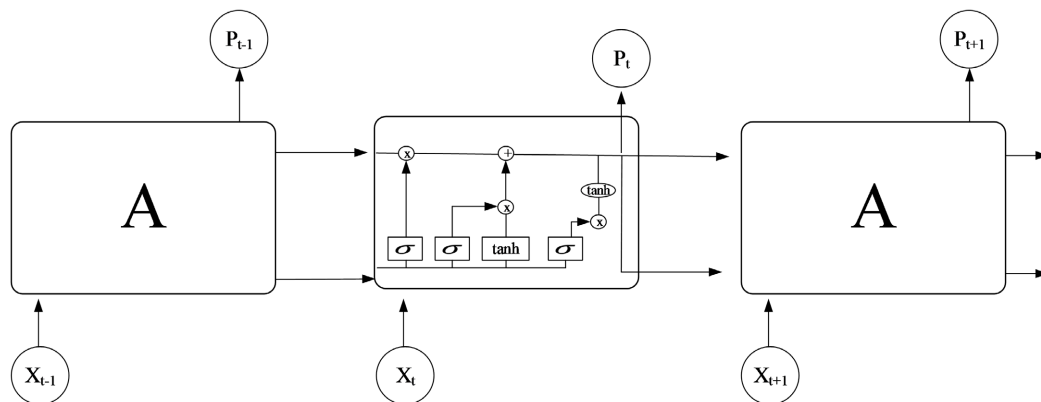 P_{t-1}
P_t
P_{t+1}
A
x
+
tanh
x
x
σ
σ
tanh
σ
A
X_{t-1}
X_t
X_{t+1}